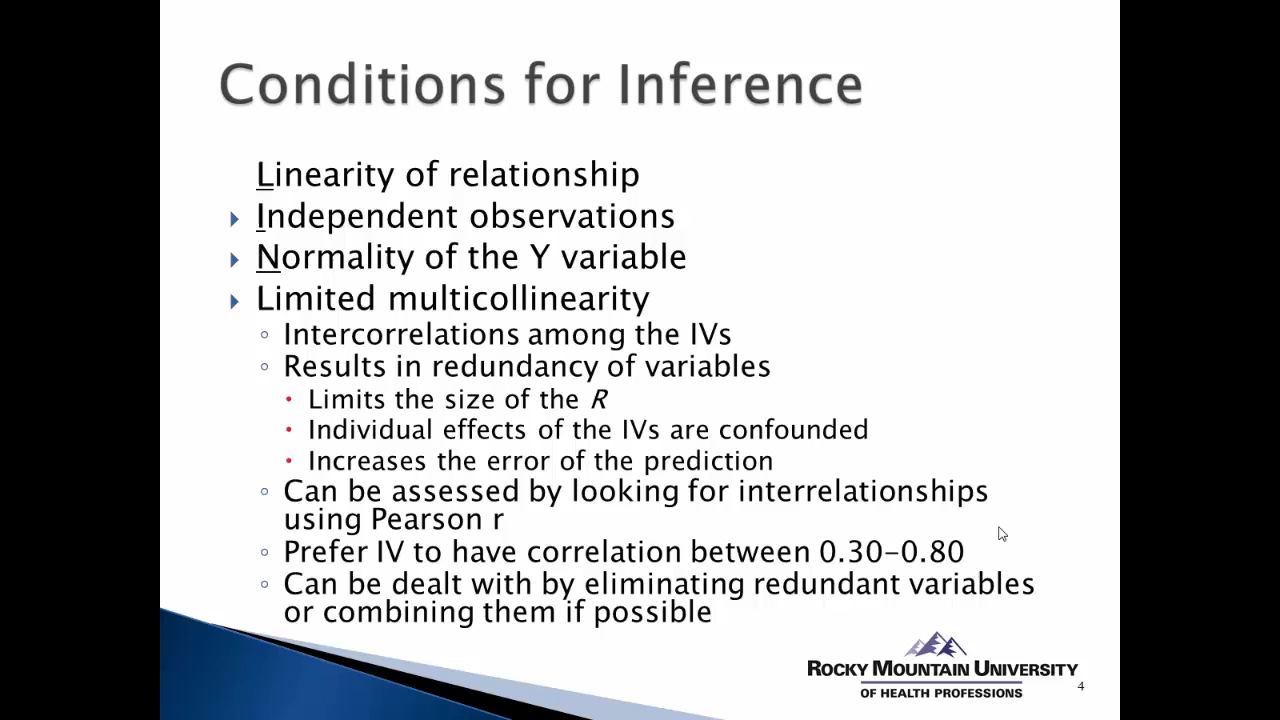 Conditions for Inference
Linearity of relationship
Independent observations
Normality of the Y variable
Limited multicollinearity
Intercorrelations among the IVs
Results in redundancy of variables
Limits the size of the R
Individual effects of the IVs are confounded
Increases the error of the prediction
Can be assessed by looking for interrelationships
using Pearson r
Prefer IV to have correlation between 0.30-0.80
Can be dealt with by eliminating redundant variables
or combining them if possible
ROCKY MOUNTAIN UNIVERSITY
OF HEALTH PROFESSIONS
4